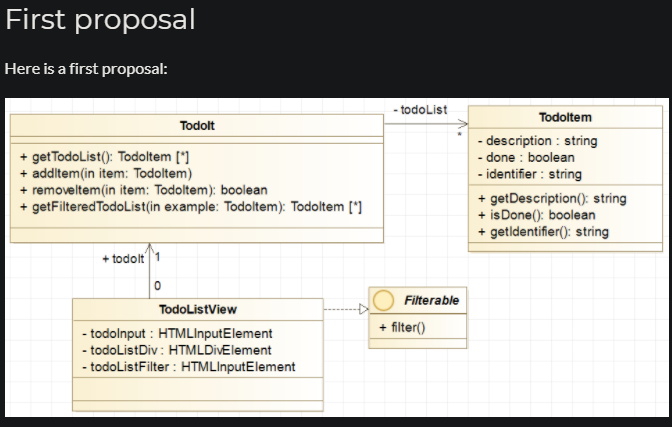 First proposal
Here is a first proposal:
TodoIt
+ getTodoList(): TodoItem [*]
+ addItem(in item: TodoItem)
+ removeItem(in item: TodoItem): boolean
+ getFilteredTodoList(in example: TodoItem): TodoItem [*]
- todoList
*
TodoItem
- description : string
- done : boolean
- identifier : string
+ getDescription(): string
+ isDone(): boolean
+ getIdentifier(): string
+ todoIt
1
0
TodoListView
- todoInput : HTMLInputElement
- todoListDiv : HTMLDivElement
- todoListFilter : HTMLInputElement
Filterable
+ filter()